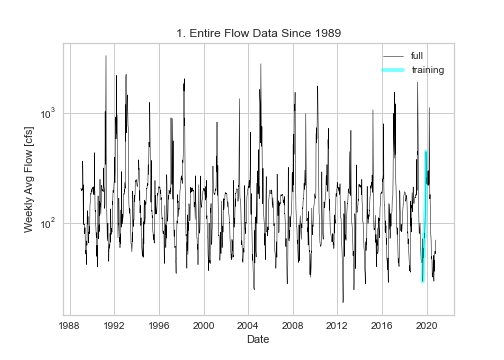 1. Entire Flow Data Since 1989
full
training
10³
10²
Weekly Avg Flow [cfs]
1988 1992 1996 2000 2004 2008 2012 2016 2020
Date